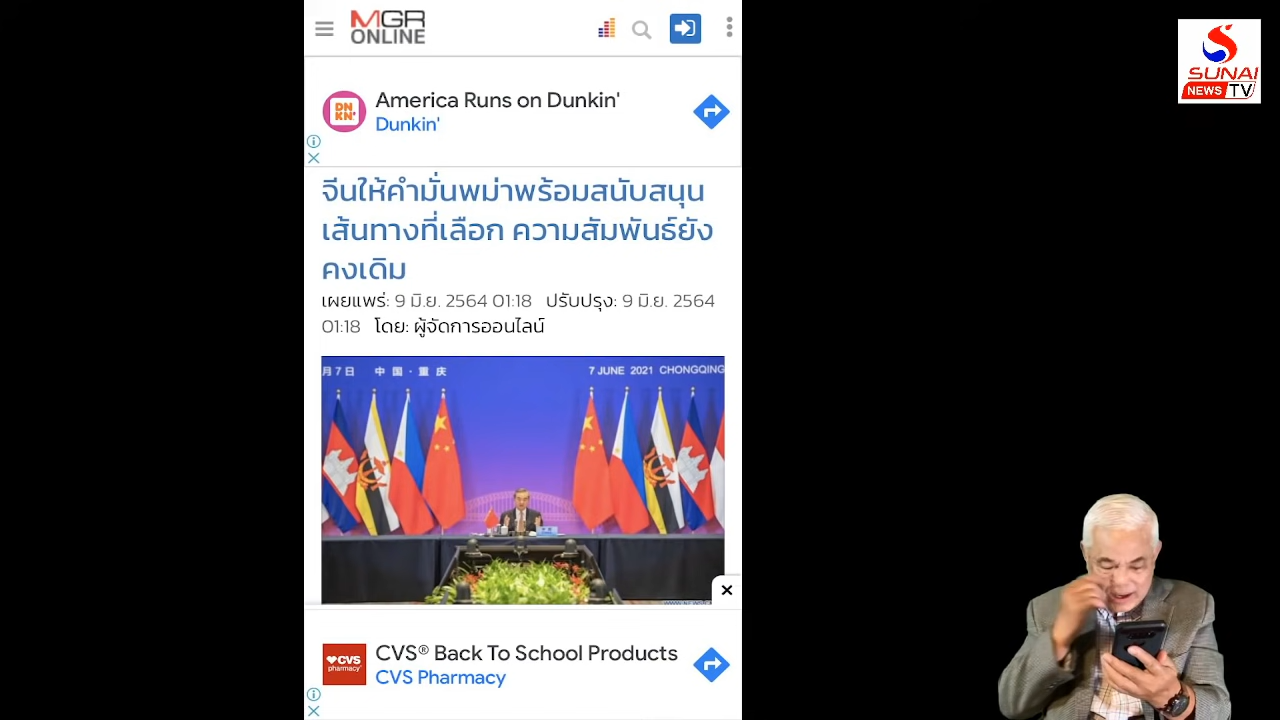 MGR
ONLINE
SUNAI
NEWS TV
America Runs on Dunkin'
DN
KN'
Dunkin'
จีนให้คำมั่นพม่าพร้อมสนับสนุน
เส้นทางที่เลือก ความสัมพันธ์ยัง
คงเดิม
เผยแพร่: 9 มิ.ย. 2564 01:18 ปรับปรุง: 9 มิ.ย. 2564
01:18 โดย: ผู้จัดการออนไลน์
月7日 中国·重庆 7 JUNE 2021 CHONGQING
CVS® Back To School Products
CVS
pharmacy
CVS Pharmacy